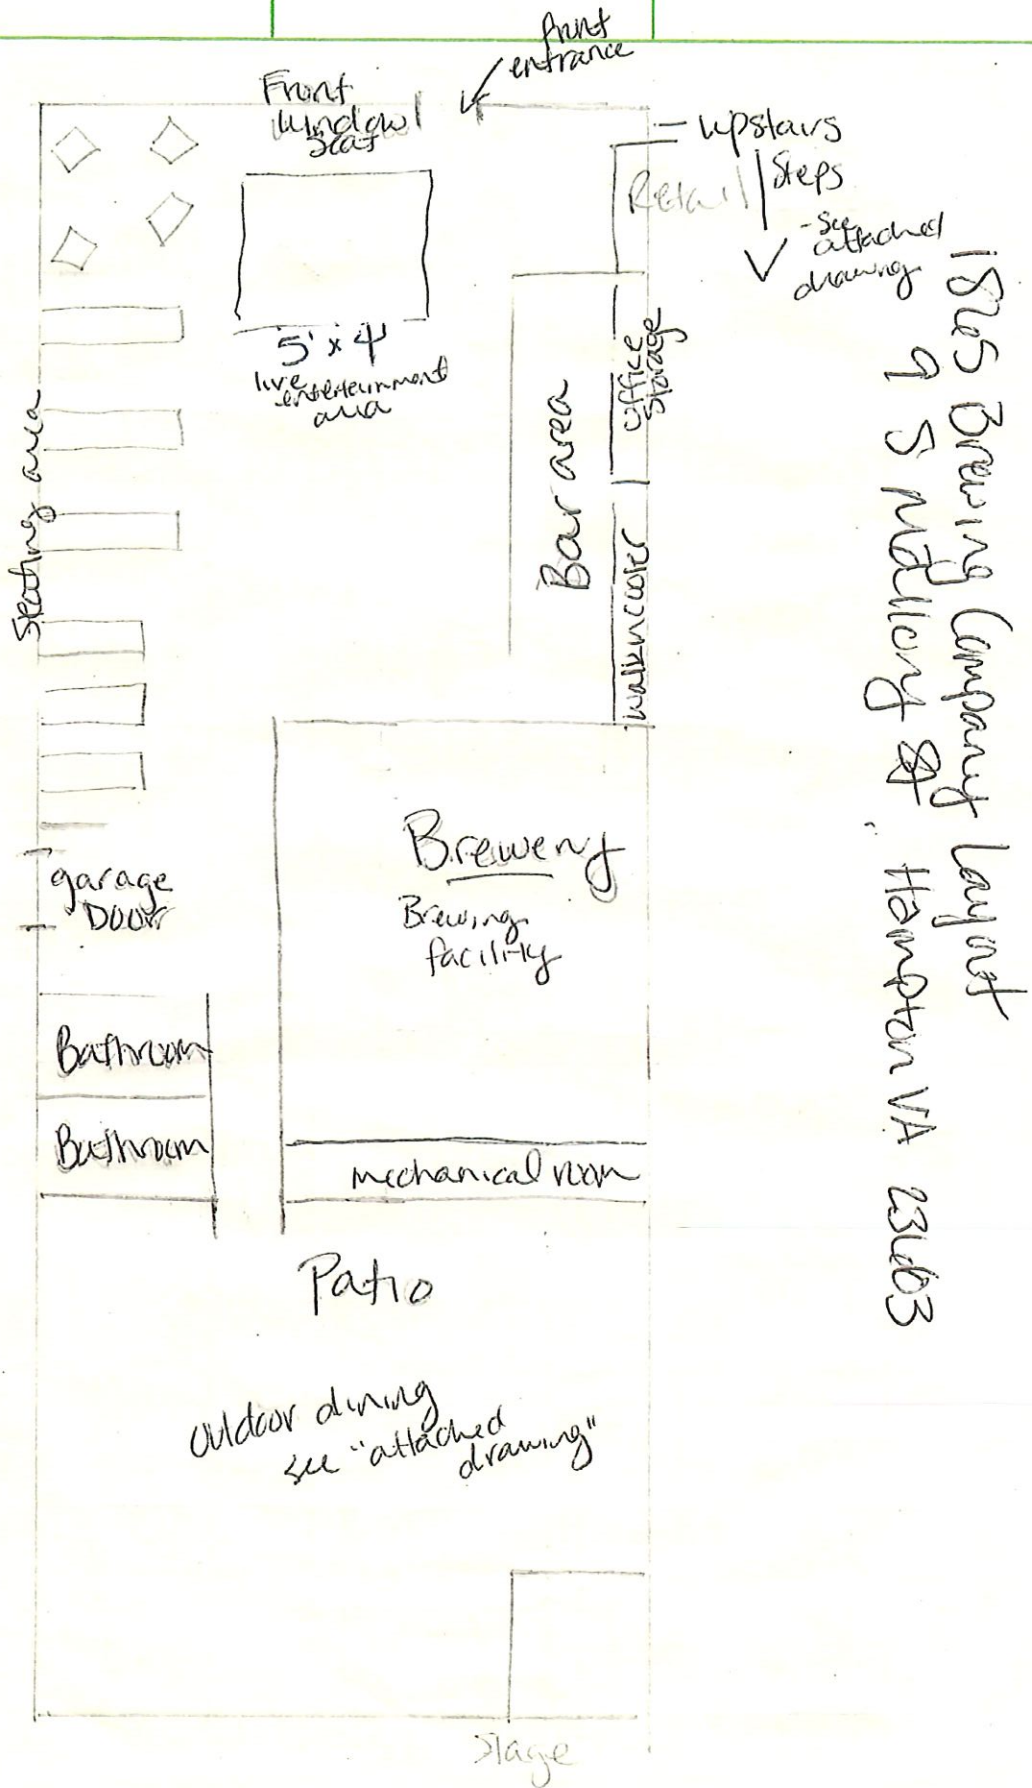 front
entrance
Front
Window
Seat
upstairs
Steps
- See
attached
drawing
Retail
5' x 4'
live
entertainment
area
Seating area
Bar area
Office
Storage
walkin cooler
1865 Brewing Company Layout
9 S Mallory St Hampton VA 23663
garage
Door
Brewery
Brewing
facility
Bathroom
Bathroom
mechanical room
Patio
outdoor dining
see "attached
drawing"
Stage